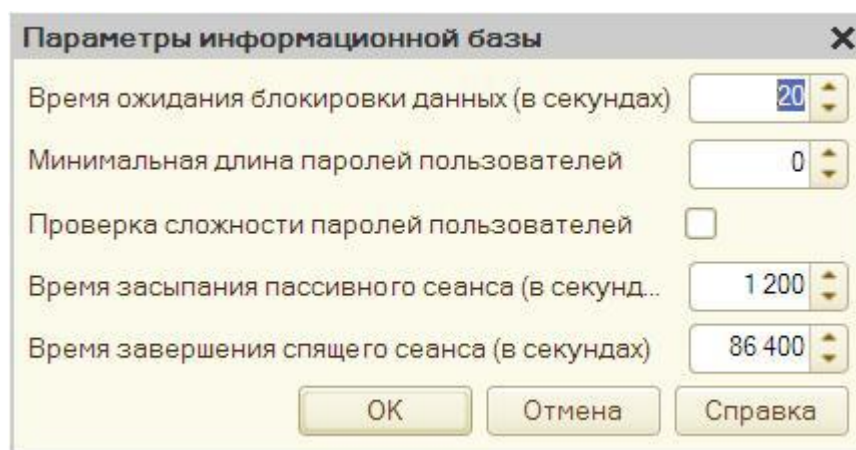 Параметры информационной базы
Время ожидания блокировки данных (в секундах) 20
Минимальная длина паролей пользователей 0
Проверка сложности паролей пользователей
Время засыпания пассивного сеанса (в секунд... 1 200
Время завершения спящего сеанса (в секундах) 86 400
ОК Отмена Справка